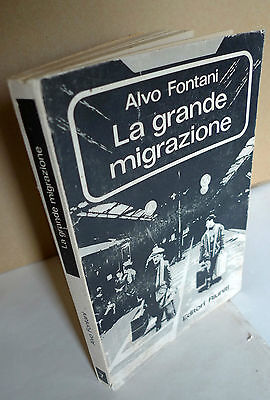 Alvo Fontani
La grande
migrazione
Editori Riuniti
La grande migrazione
Alvo Fontani